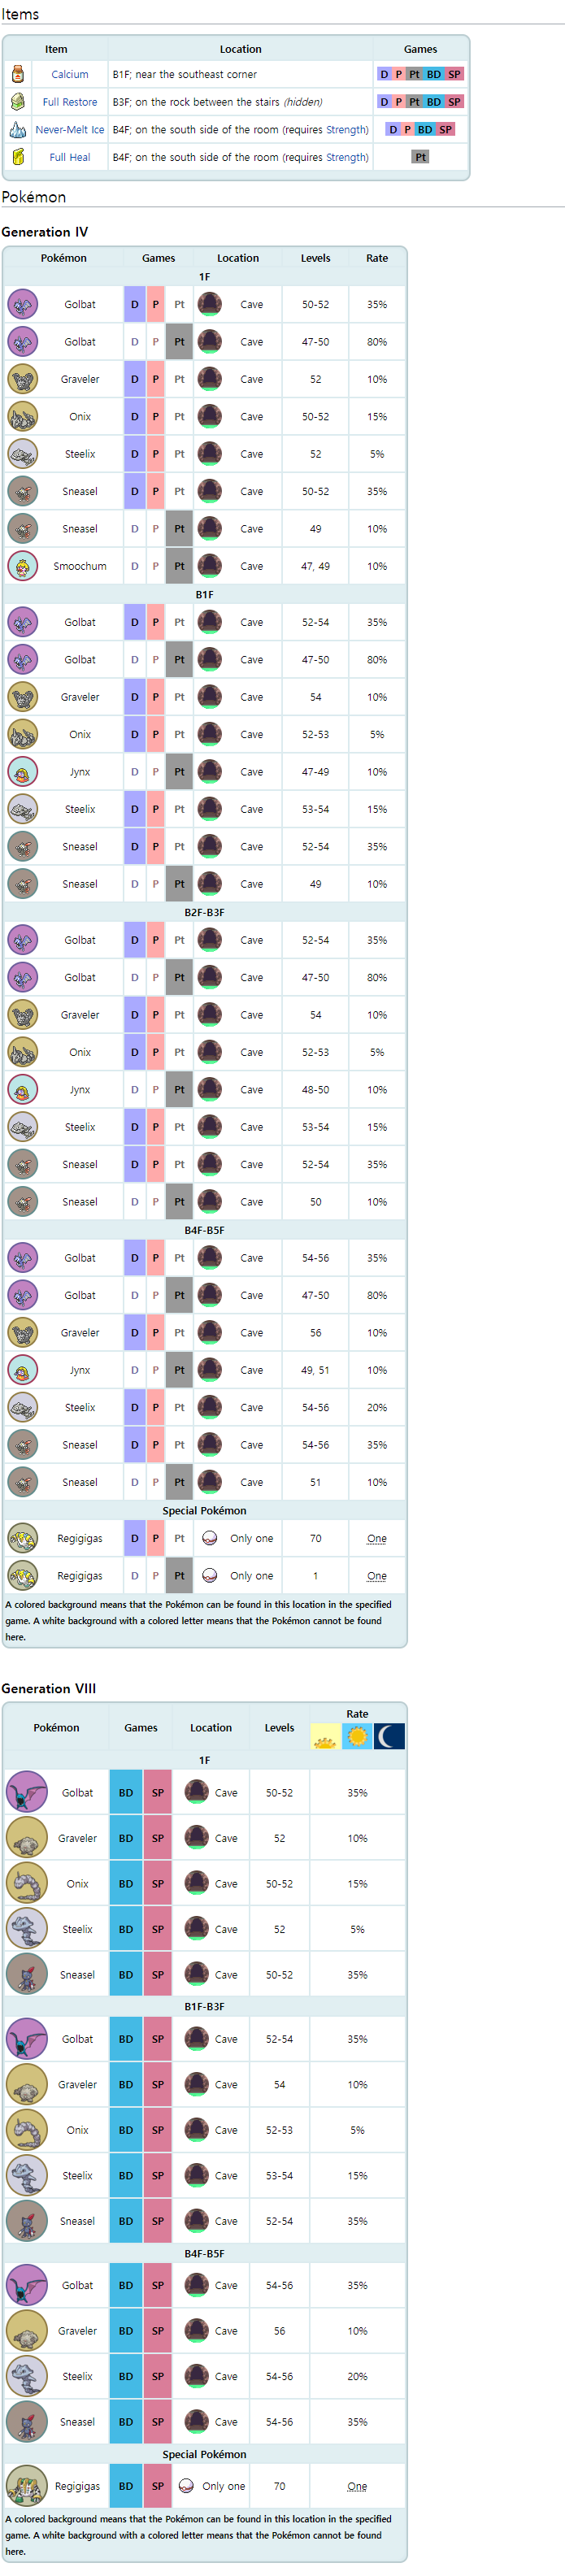 Items
Item Location Games
Calcium B1F; near the southeast corner D P Pt BD SP
Full Restore B3F; on the rock between the stairs (hidden) D P Pt BD SP
Never-Melt Ice B4F; on the south side of the room (requires Strength) D P BD SP
Full Heal B4F; on the south side of the room (requires Strength) Pt
Pokémon
Generation IV
Pokémon Games Location Levels Rate
1F
Golbat D P Pt Cave 50-52 35%
Golbat D P Pt Cave 47-50 80%
Graveler D P Pt Cave 52 10%
Onix D P Pt Cave 50-52 15%
Steelix D P Pt Cave 52 5%
Sneasel D P Pt Cave 50-52 35%
Sneasel D P Pt Cave 49 10%
Smoochum D P Pt Cave 47, 49 10%
B1F
Golbat D P Pt Cave 52-54 35%
Golbat D P Pt Cave 47-50 80%
Graveler D P Pt Cave 54 10%
Onix D P Pt Cave 52-53 5%
Jynx D P Pt Cave 47-49 10%
Steelix D P Pt Cave 53-54 15%
Sneasel D P Pt Cave 52-54 35%
Sneasel D P Pt Cave 49 10%
B2F-B3F
Golbat D P Pt Cave 52-54 35%
Golbat D P Pt Cave 47-50 80%
Graveler D P Pt Cave 54 10%
Onix D P Pt Cave 52-53 5%
Jynx D P Pt Cave 48-50 10%
Steelix D P Pt Cave 53-54 15%
Sneasel D P Pt Cave 52-54 35%
Sneasel D P Pt Cave 50 10%
B4F-B5F
Golbat D P Pt Cave 54-56 35%
Golbat D P Pt Cave 47-50 80%
Graveler D P Pt Cave 56 10%
Jynx D P Pt Cave 49, 51 10%
Steelix D P Pt Cave 54-56 20%
Sneasel D P Pt Cave 54-56 35%
Sneasel D P Pt Cave 51 10%
Special Pokémon
Regigigas D P Pt Only one 70 One
Regigigas D P Pt Only one 1 One
A colored background means that the Pokémon can be found in this location in the specified
game. A white background with a colored letter means that the Pokémon cannot be found
here.
Generation VIII
Pokémon Games Location Levels Rate
1F
Golbat BD SP Cave 50-52 35%
Graveler BD SP Cave 52 10%
Onix BD SP Cave 50-52 15%
Steelix BD SP Cave 52 5%
Sneasel BD SP Cave 50-52 35%
B1F-B3F
Golbat BD SP Cave 52-54 35%
Graveler BD SP Cave 54 10%
Onix BD SP Cave 52-53 5%
Steelix BD SP Cave 53-54 15%
Sneasel BD SP Cave 52-54 35%
B4F-B5F
Golbat BD SP Cave 54-56 35%
Graveler BD SP Cave 56 10%
Steelix BD SP Cave 54-56 20%
Sneasel BD SP Cave 54-56 35%
Special Pokémon
Regigigas BD SP Only one 70 One
A colored background means that the Pokémon can be found in this location in the specified
game. A white background with a colored letter means that the Pokémon cannot be found
here.